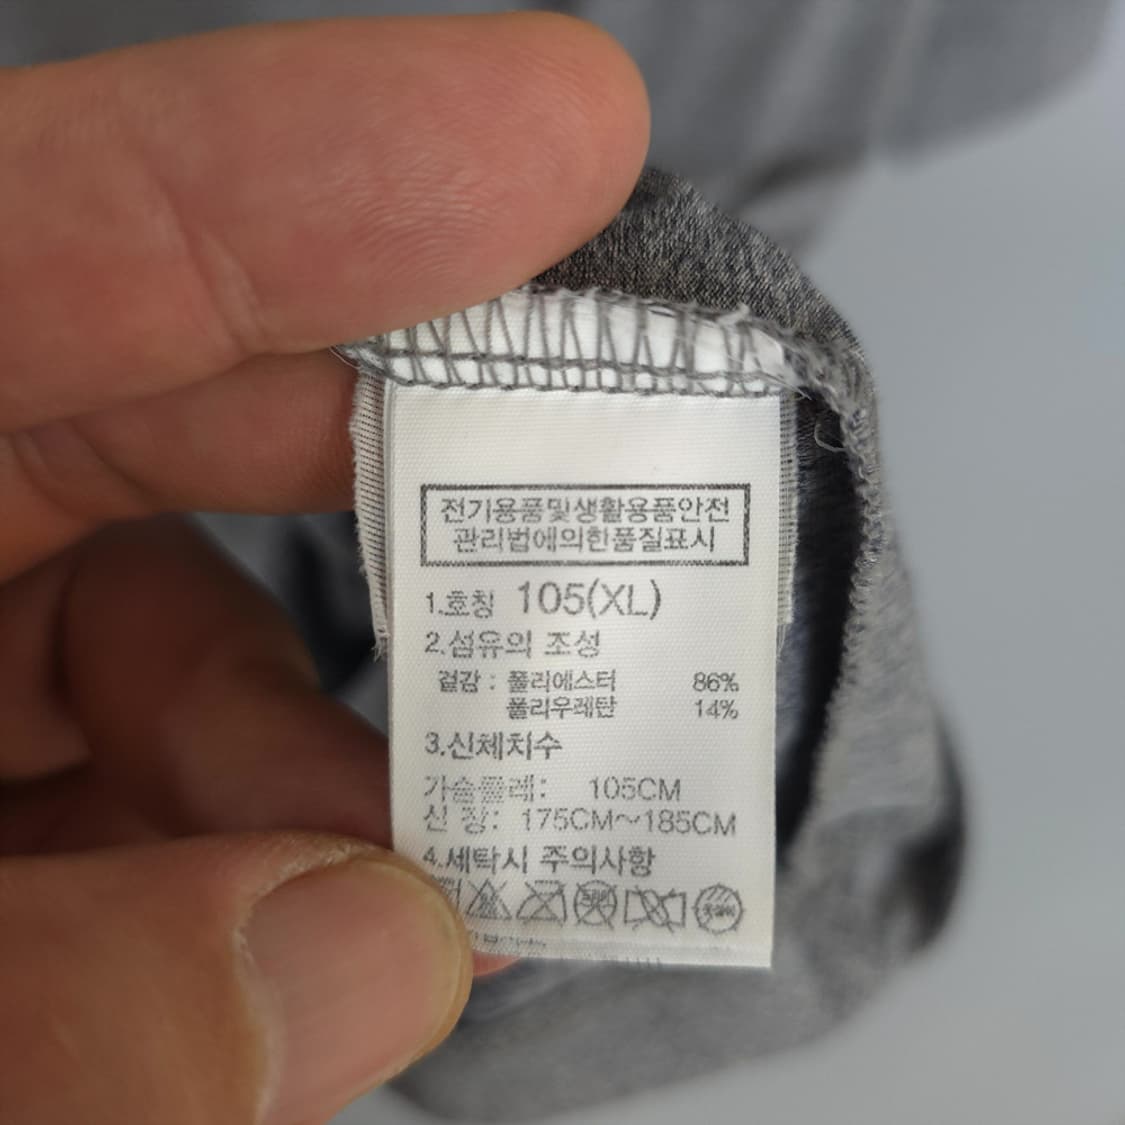 전기용품및생활용품안전
관리법에의한품질표시
1.호칭 105(XL)
2.섬유의 조성
겉감 : 폴리에스터 86%
폴리우레탄 14%
3.신체치수
가슴둘레: 105CM
신 장: 175CM~185CM
4.세탁시 주의사항